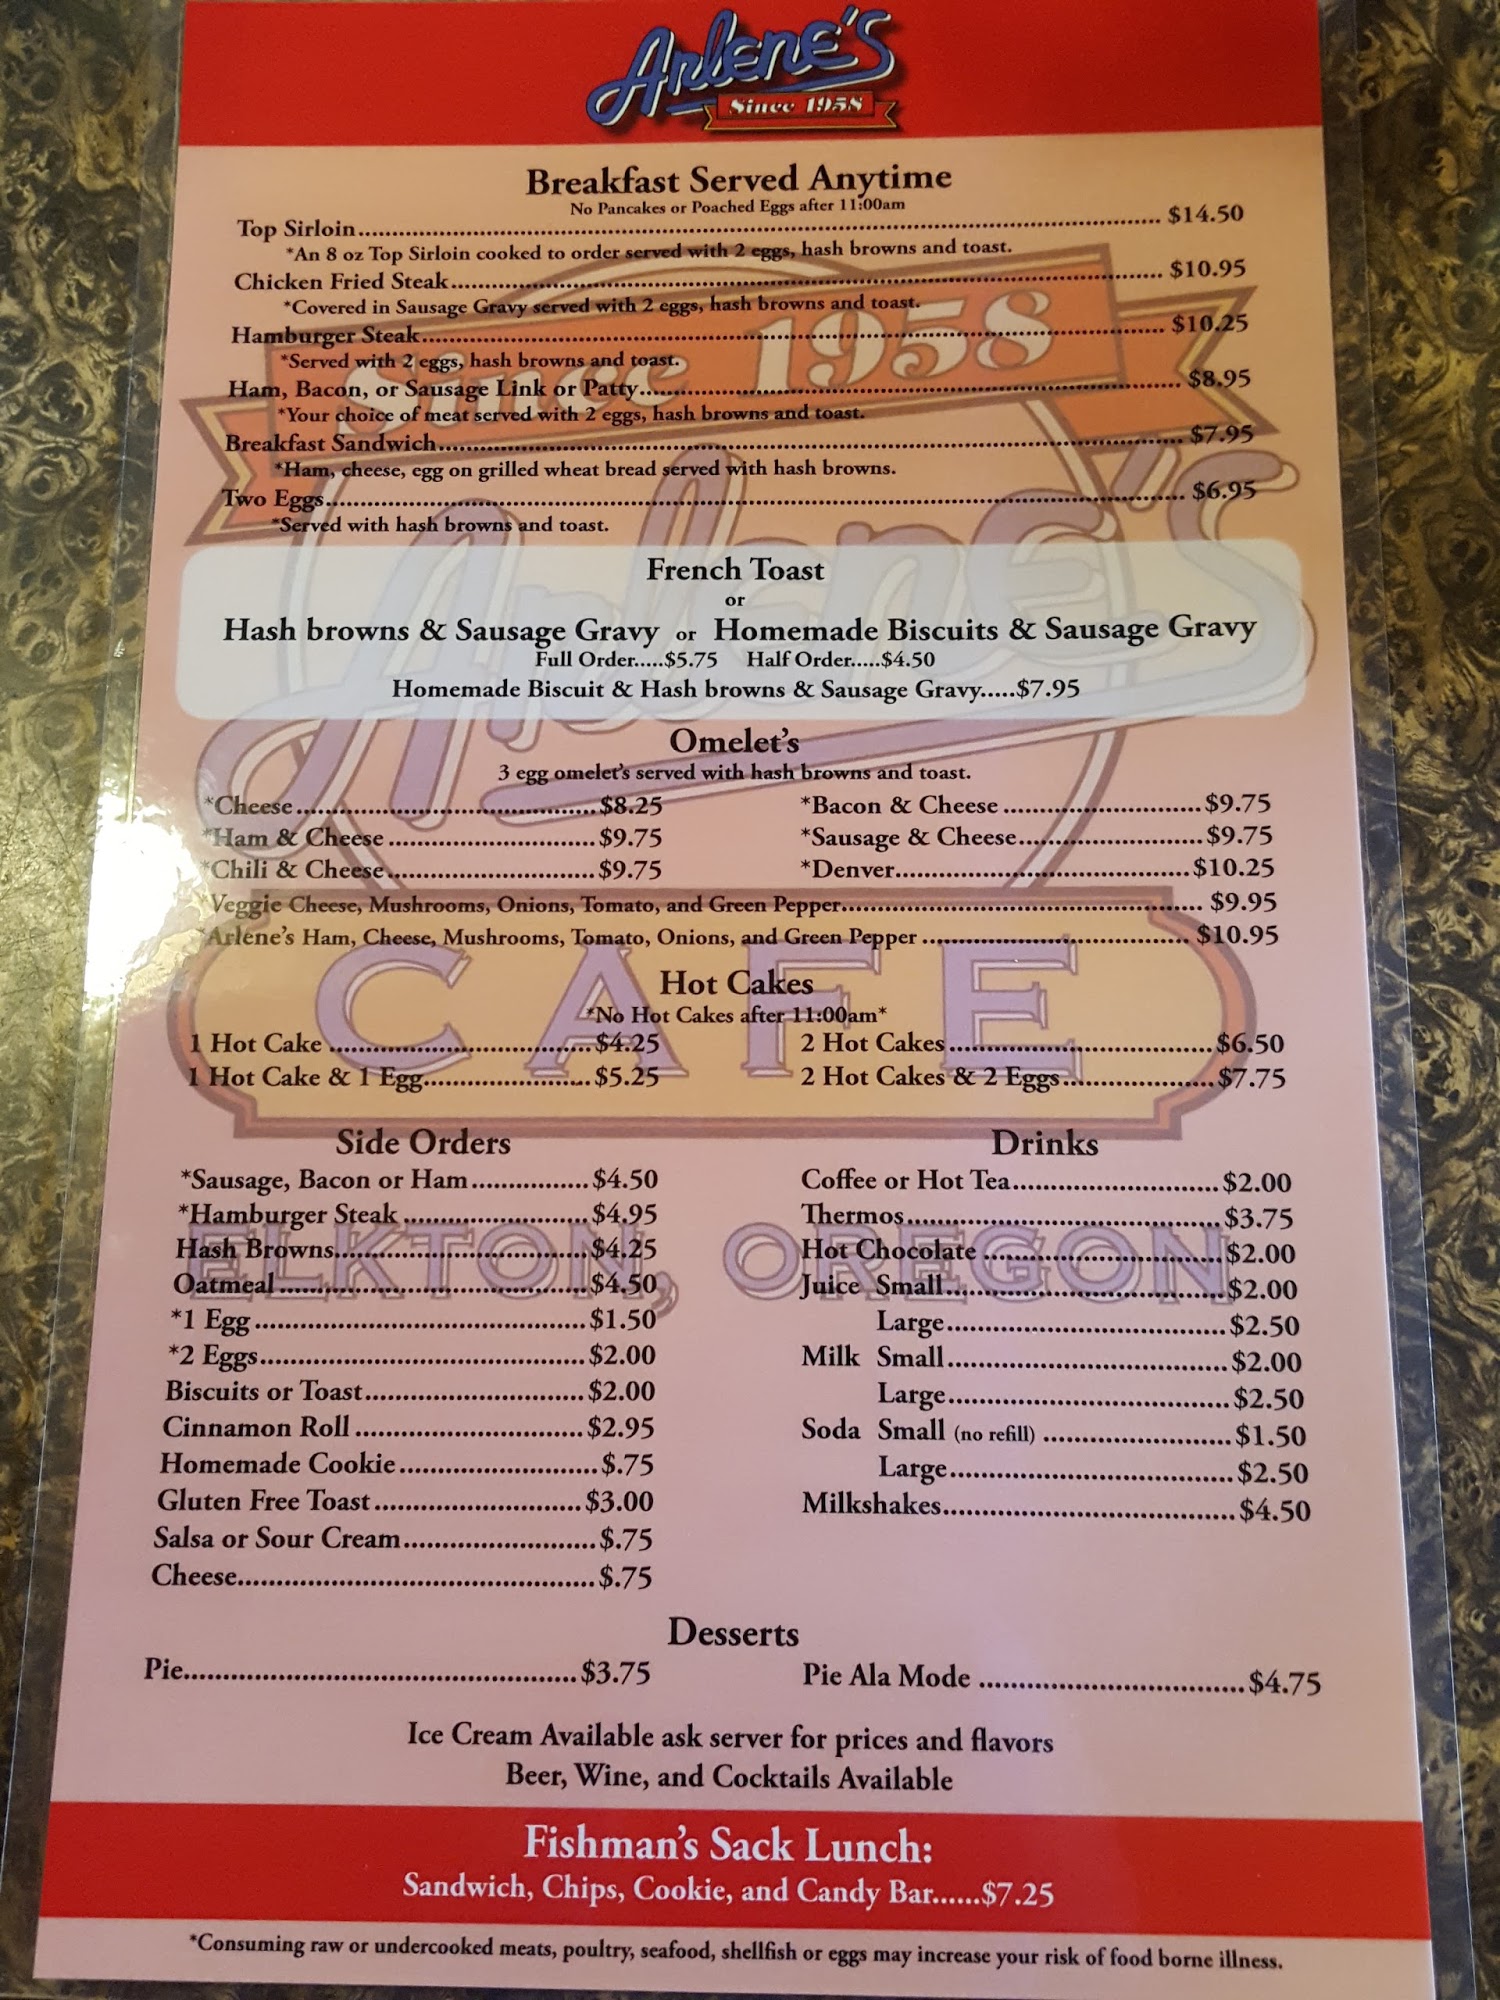 Arlene's
Since 1958
Breakfast Served Anytime
No Pancakes or Poached Eggs after 11:00am
Top Sirloin.................... $14.50
*An 8 oz Top Sirloin cooked to order served with 2 eggs, hash browns and toast.
Chicken Fried Steak.................... $10.95
*Covered in Sausage Gravy served with 2 eggs, hash browns and toast.
Hamburger Steak.................... $10.25
*Served with 2 eggs, hash browns and toast.
Ham, Bacon, or Sausage Link or Patty.................... $8.95
*Your choice of meat served with 2 eggs, hash browns and toast.
Breakfast Sandwich.................... $7.95
*Ham, cheese, egg on grilled wheat bread served with hash browns.
Two Eggs.................... $6.95
*Served with hash browns and toast.
French Toast
or
Hash browns & Sausage Gravy or Homemade Biscuits & Sausage Gravy
Full Order.....$5.75 Half Order.....$4.50
Homemade Biscuit & Hash browns & Sausage Gravy.....$7.95
Omelet's
3 egg omelet's served with hash browns and toast.
*Cheese....................$8.25 *Bacon & Cheese....................$9.75
*Ham & Cheese....................$9.75 *Sausage & Cheese....................$9.75
*Chili & Cheese....................$9.75 *Denver....................$10.25
*Veggie Cheese, Mushrooms, Onions, Tomato, and Green Pepper.................... $9.95
*Arlene's Ham, Cheese, Mushrooms, Tomato, Onions, and Green Pepper.................... $10.95
Hot Cakes
*No Hot Cakes after 11:00am*
1 Hot Cake....................$4.25 2 Hot Cakes....................$6.50
1 Hot Cake & 1 Egg....................$5.25 2 Hot Cakes & 2 Eggs....................$7.75
Side Orders
*Sausage, Bacon or Ham....................$4.50
*Hamburger Steak....................$4.95
Hash Browns....................$4.25
Oatmeal....................$4.50
*1 Egg....................$1.50
*2 Eggs....................$2.00
Biscuits or Toast....................$2.00
Cinnamon Roll....................$2.95
Homemade Cookie....................$.75
Gluten Free Toast....................$3.00
Salsa or Sour Cream....................$.75
Cheese....................$.75
Drinks
Coffee or Hot Tea....................$2.00
Thermos....................$3.75
Hot Chocolate....................$2.00
Juice Small....................$2.00
Large....................$2.50
Milk Small....................$2.00
Large....................$2.50
Soda Small (no refill)....................$1.50
Large....................$2.50
Milkshakes....................$4.50
Desserts
Pie....................$3.75 Pie Ala Mode....................$4.75
Ice Cream Available ask server for prices and flavors
Beer, Wine, and Cocktails Available
Fishman's Sack Lunch:
Sandwich, Chips, Cookie, and Candy Bar......$7.25
*Consuming raw or undercooked meats, poultry, seafood, shellfish or eggs may increase your risk of food borne illness.
Since 1958
Arlene's
CAFE
ELKTON, OREGON